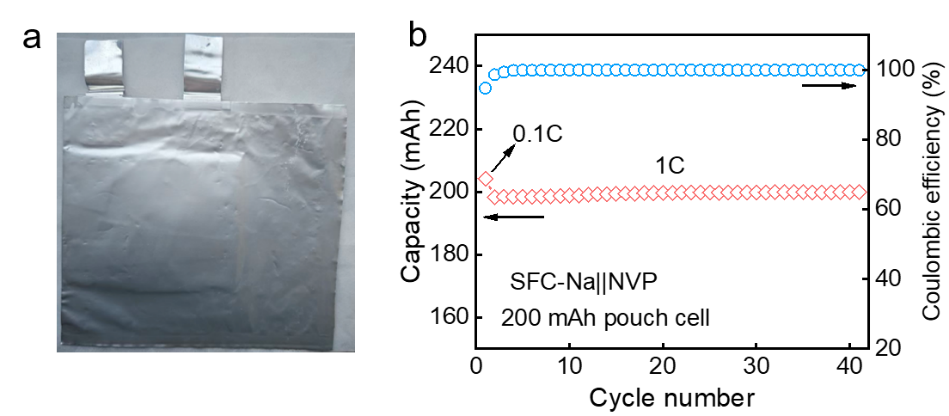 a
b
240
220
200
180
160
Capacity (mAh)
0.1C
1C
SFC-Na||NVP
200 mAh pouch cell
100
80
60
40
20
Coulombic efficiency (%)
0
10
20
30
40
Cycle number